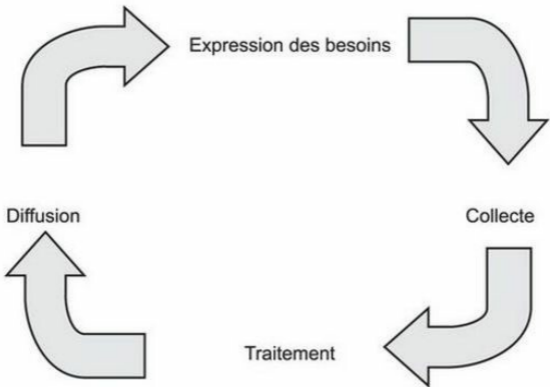 Expression des besoins
Diffusion
Collecte
Traitement